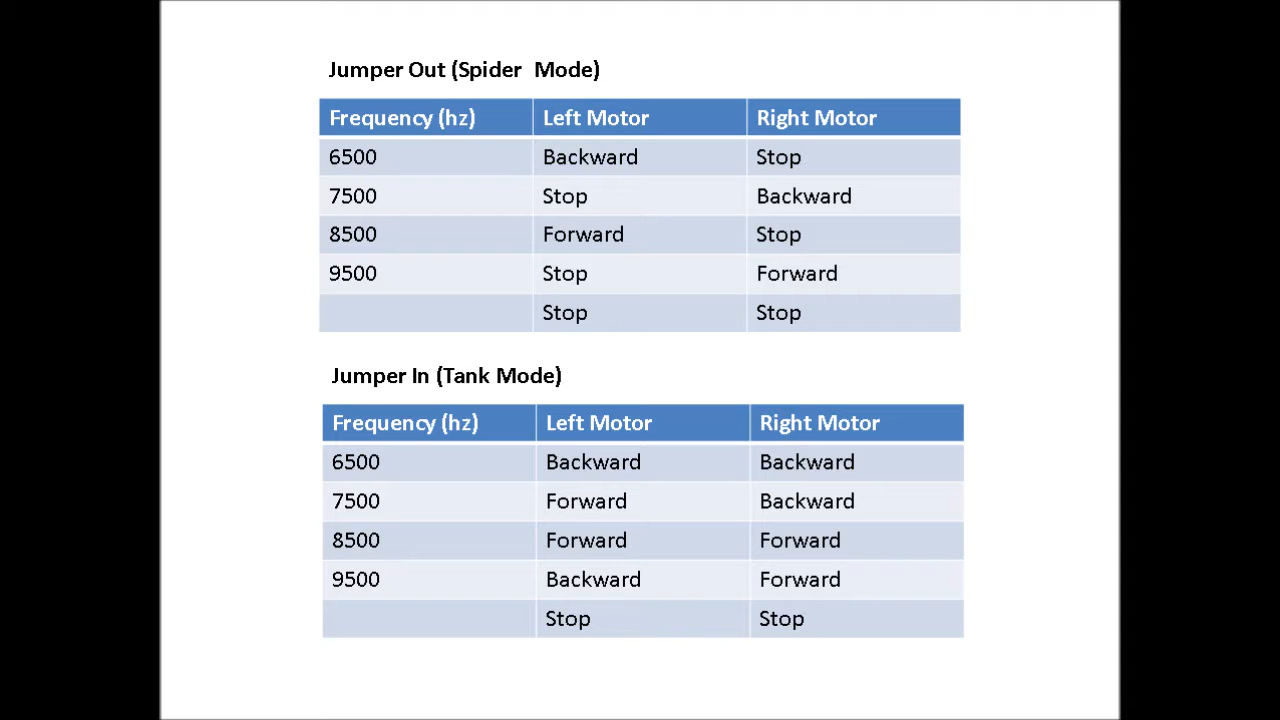 Jumper Out (Spider Mode)
Frequency (hz) Left Motor Right Motor
6500 Backward Stop
7500 Stop Backward
8500 Forward Stop
9500 Stop Forward
Stop Stop
Jumper In (Tank Mode)
Frequency (hz) Left Motor Right Motor
6500 Backward Backward
7500 Forward Backward
8500 Forward Forward
9500 Backward Forward
Stop Stop